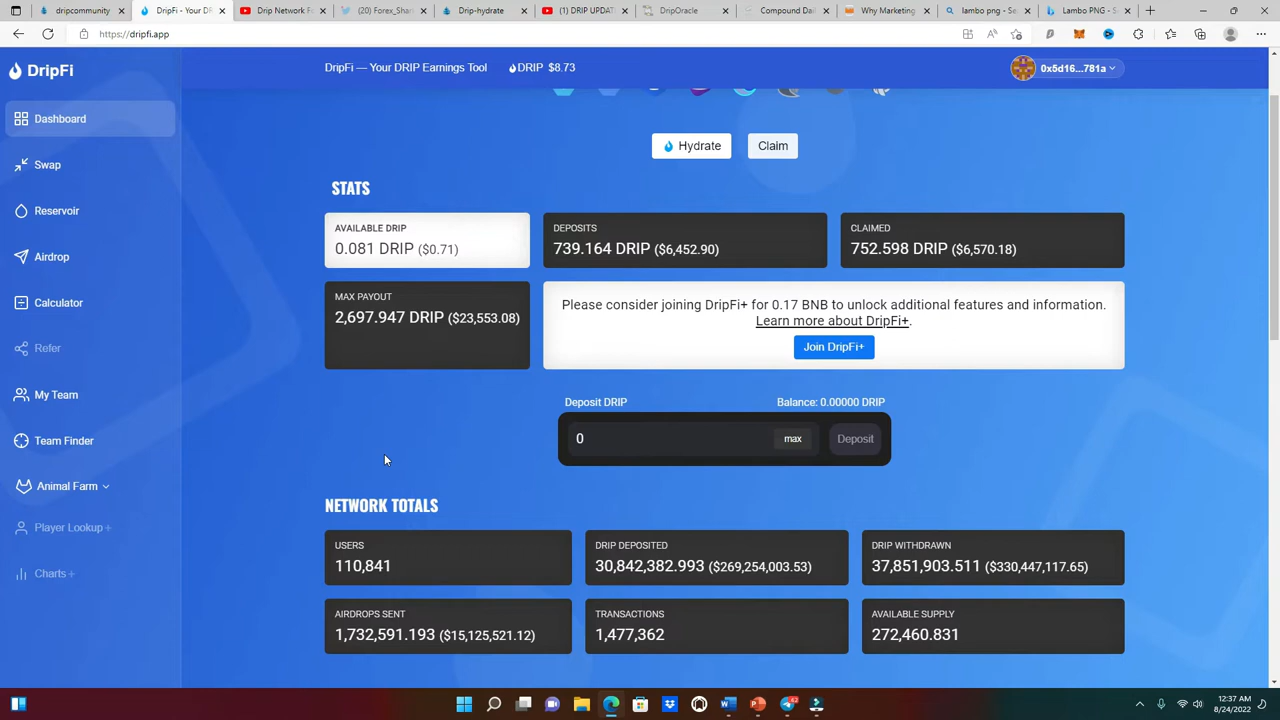 dripcommunity
DripFi - Your DR
Drip Network Fo
(20) Forex_Shar
Drip-hydrate
(1) DRIP UPDAT
DripOracle
Compound Dai
Why Marketing
lambo png - Se
Lambo PNG - S
https://dripfi.app
DripFi
DripFi — Your DRIP Earnings Tool
DRIP $8.73
0x5d16...781a
Dashboard
Swap
Reservoir
Airdrop
Calculator
Refer
My Team
Team Finder
Animal Farm
Player Lookup+
Charts+
Hydrate
Claim
STATS
AVAILABLE DRIP
0.081 DRIP ($0.71)
DEPOSITS
739.164 DRIP ($6,452.90)
CLAIMED
752.598 DRIP ($6,570.18)
MAX PAYOUT
2,697.947 DRIP ($23,553.08)
Please consider joining DripFi+ for 0.17 BNB to unlock additional features and information.
Learn more about DripFi+.
Join DripFi+
Deposit DRIP
Balance: 0.00000 DRIP
0
max
Deposit
NETWORK TOTALS
USERS
110,841
DRIP DEPOSITED
30,842,382.993 ($269,254,003.53)
DRIP WITHDRAWN
37,851,903.511 ($330,447,117.65)
AIRDROPS SENT
1,732,591.193 ($15,125,521.12)
TRANSACTIONS
1,477,362
AVAILABLE SUPPLY
272,460.831
12:37 AM
8/24/2022